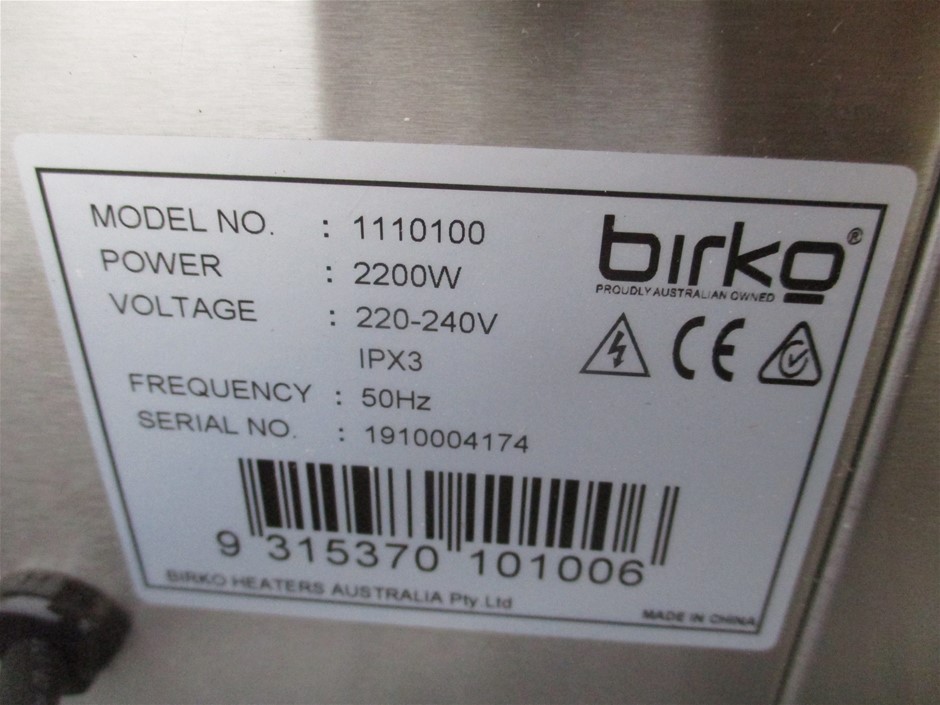 MODEL NO. : 1110100
POWER : 2200W
VOLTAGE : 220-240V
IPX3
FREQUENCY : 50Hz
SERIAL NO. : 1910004174
birko®
PROUDLY AUSTRALIAN OWNED
CE
9 315370 101006
BIRKO HEATERS AUSTRALIA Pty.Ltd
MADE IN CHINA